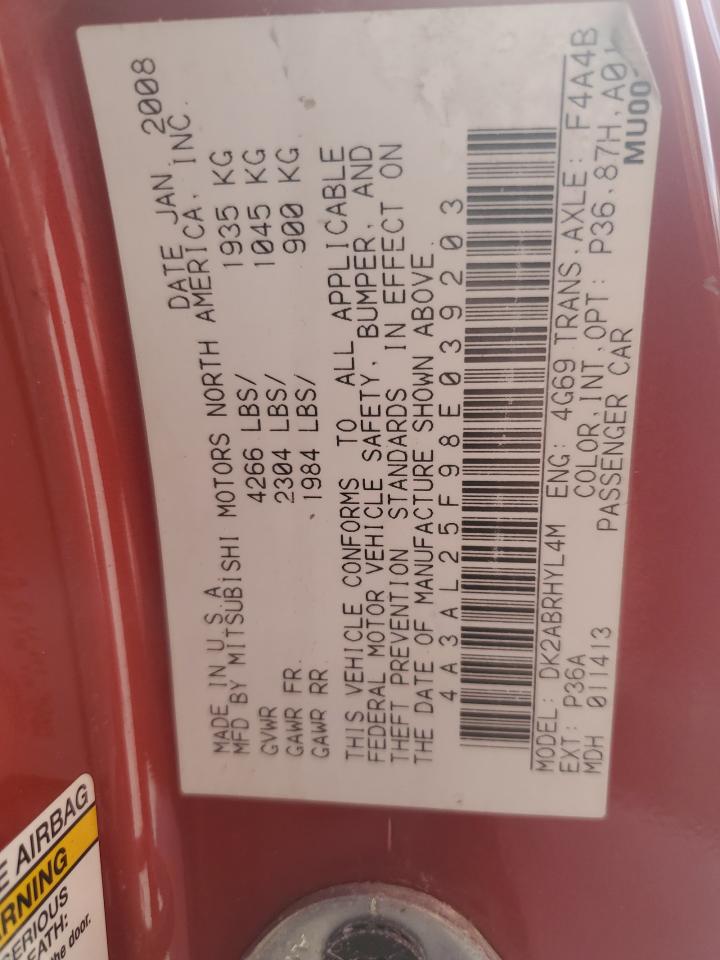 DATE JAN 2008
MADE IN U.S.A
MFD BY MITSUBISHI MOTORS NORTH AMERICA, INC.
GVWR 4266 LBS/ 1935 KG
GAWR FR. 2304 LBS/ 1045 KG
GAWR RR. 1984 LBS/ 900 KG
THIS VEHICLE CONFORMS TO ALL APPLICABLE
FEDERAL MOTOR VEHICLE SAFETY, BUMPER, AND
THEFT PREVENTION STANDARDS IN EFFECT ON
THE DATE OF MANUFACTURE SHOWN ABOVE.
4A3AL25F98E039203
MODEL: DK2ABRHYL4M ENG: 4G69 TRANS.AXLE: F4A4B
EXT: P36A COLOR,INT,OPT: P36,87H,A01
MDH 011413 PASSENGER CAR MU00
AIRBAG
the door.